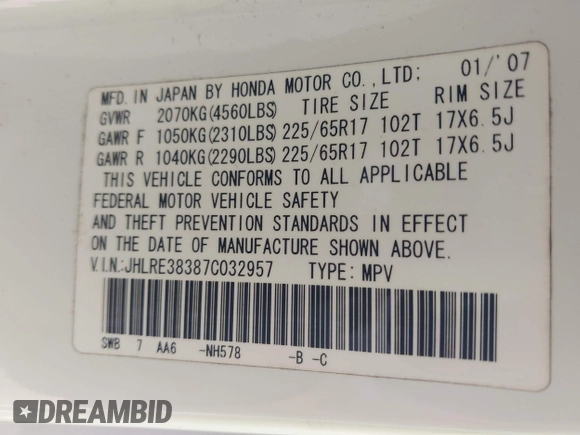 MFD. IN JAPAN BY HONDA MOTOR CO.,LTD: 01/'07
GVWR 2070KG(4560LBS) TIRE SIZE RIM SIZE
GAWR F 1050KG(2310LBS) 225/65R17 102T 17X6.5J
GAWR R 1040KG(2290LBS) 225/65R17 102T 17X6.5J
THIS VEHICLE CONFORMS TO ALL APPLICABLE
FEDERAL MOTOR VEHICLE SAFETY
AND THEFT PREVENTION STANDARDS IN EFFECT
ON THE DATE OF MANUFACTURE SHOWN ABOVE.
V.I.N.:JHLRE38387C032957 TYPE: MPV
SWB 7 AA6 -NH578 -B -C
DREAMBID